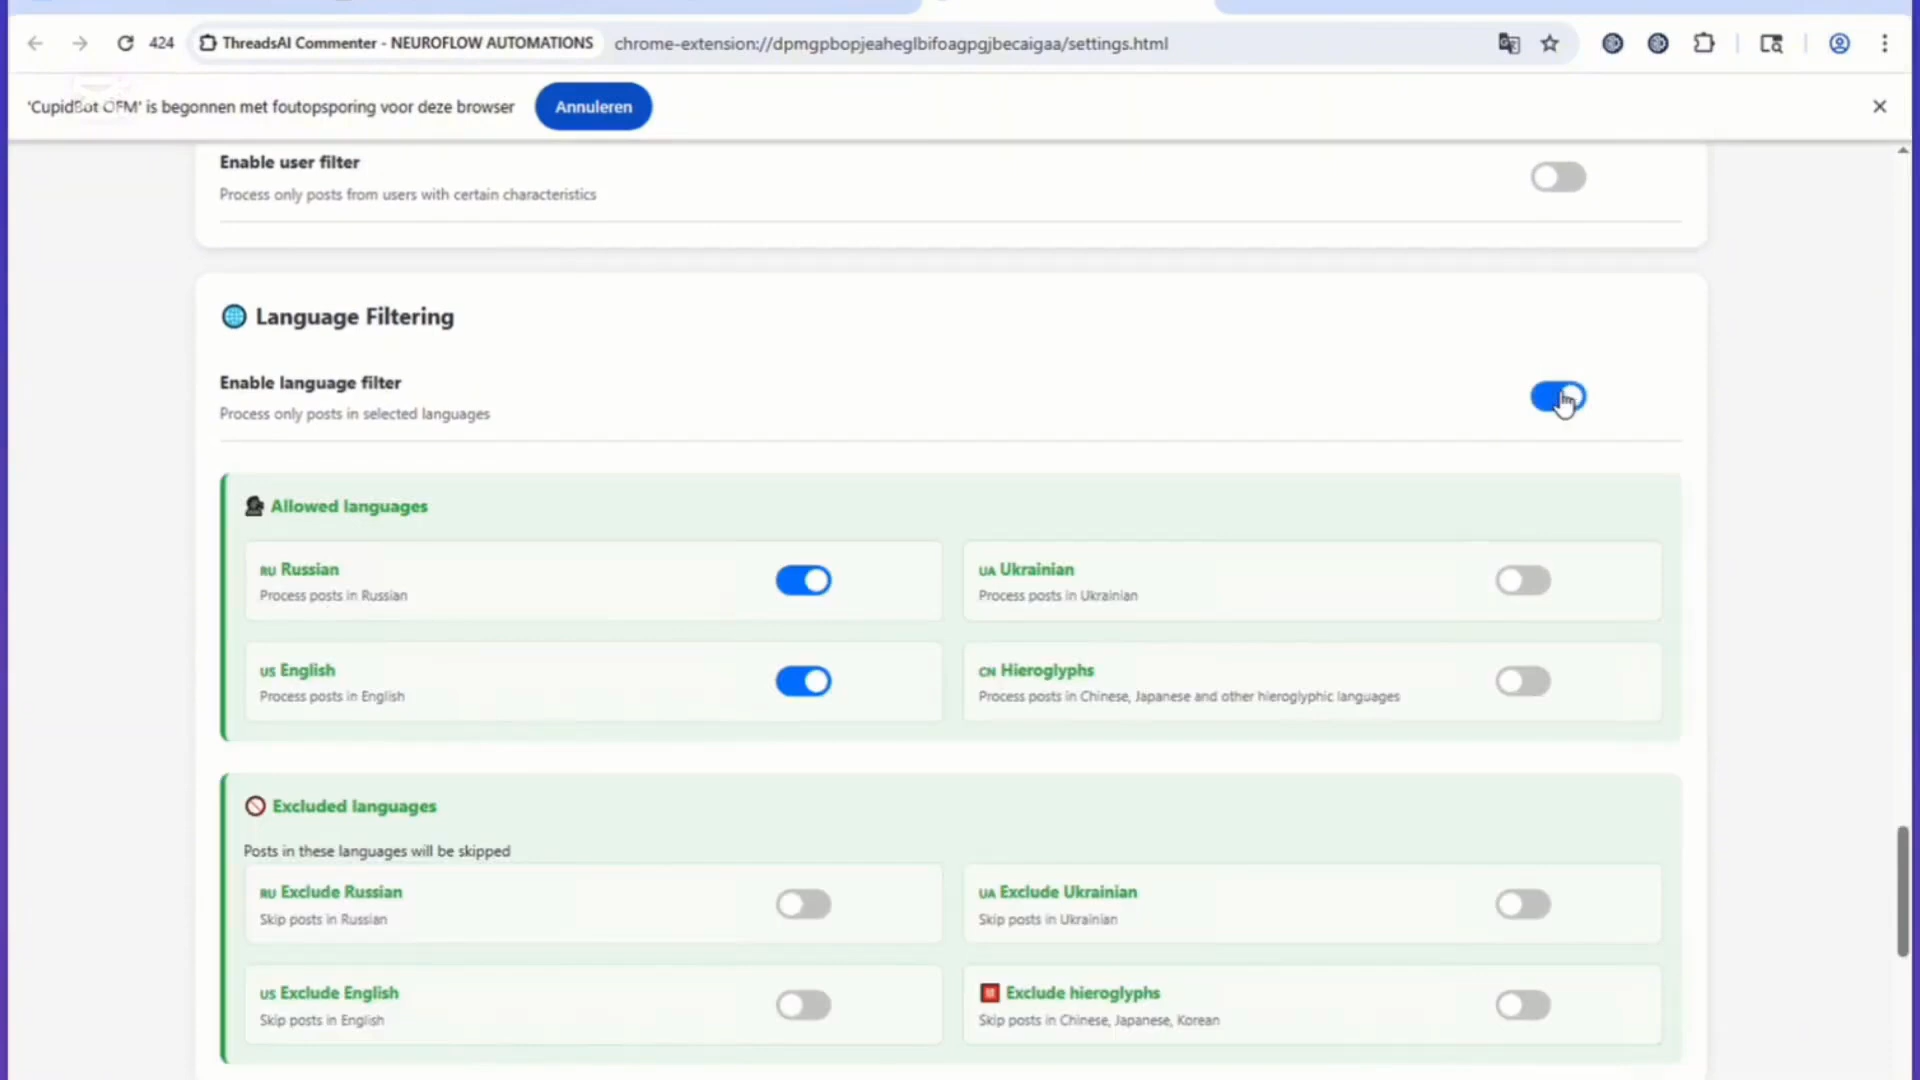 424
ThreadsAI Commenter - NEUROFLOW AUTOMATIONS
chrome-extension://dpmgpbopjeaheglbifoagpgjbecaigaa/settings.html
'CupidBot OFM' is begonnen met foutopsporing voor deze browser
Annuleren
Enable user filter
Process only posts from users with certain characteristics
Language Filtering
Enable language filter
Process only posts in selected languages
Allowed languages
RU Russian
Process posts in Russian
UA Ukrainian
Process posts in Ukrainian
US English
Process posts in English
CN Hieroglyphs
Process posts in Chinese, Japanese and other hieroglyphic languages
Excluded languages
Posts in these languages will be skipped
RU Exclude Russian
Skip posts in Russian
UA Exclude Ukrainian
Skip posts in Ukrainian
US Exclude English
Skip posts in English
Exclude hieroglyphs
Skip posts in Chinese, Japanese, Korean